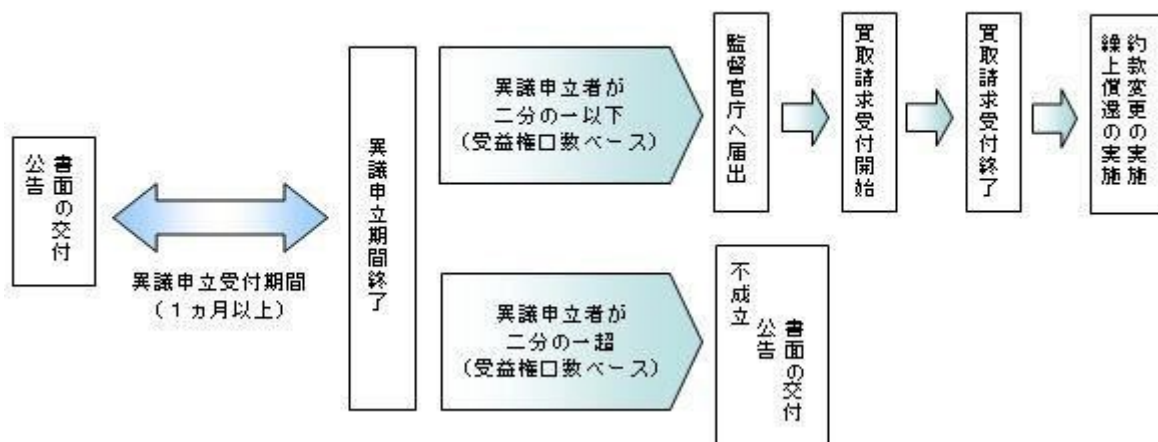 書面の交付
公告
異議申立受付期間
（１ヵ月以上）
異議申立期間終了
異議申立者が
二分の一以下
（受益権口数ベース）
監督官庁へ届出
買取請求受付開始
買取請求受付終了
約款変更の実施
繰上償還の実施
異議申立者が
二分の一超
（受益権口数ベース）
書面の交付
公告
不成立